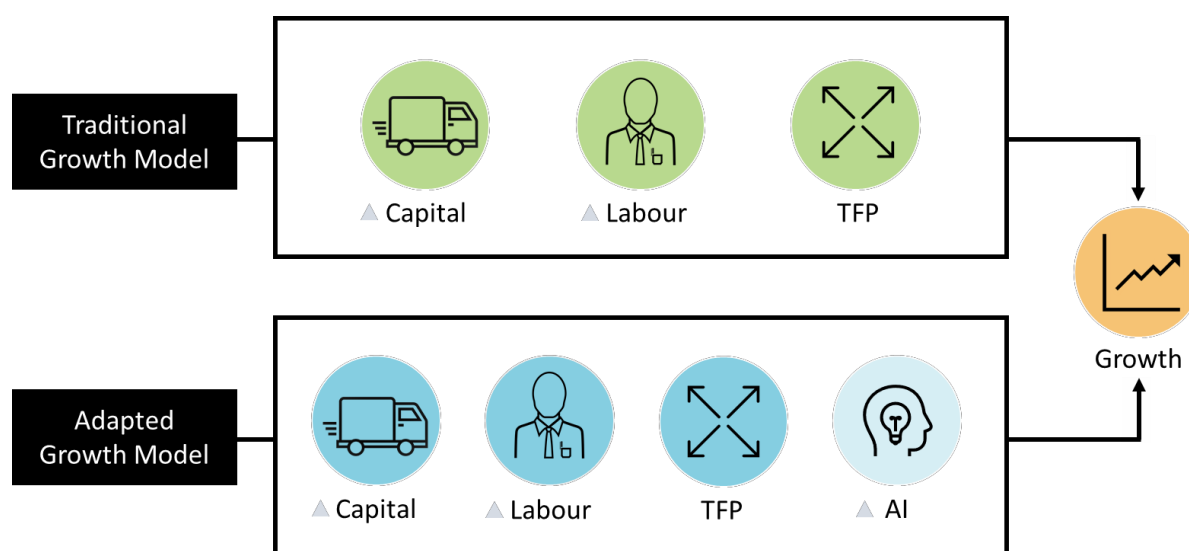 Traditional
Growth Model
Capital
Labour
TFP
Growth
Adapted
Growth Model
Capital
Labour
TFP
AI